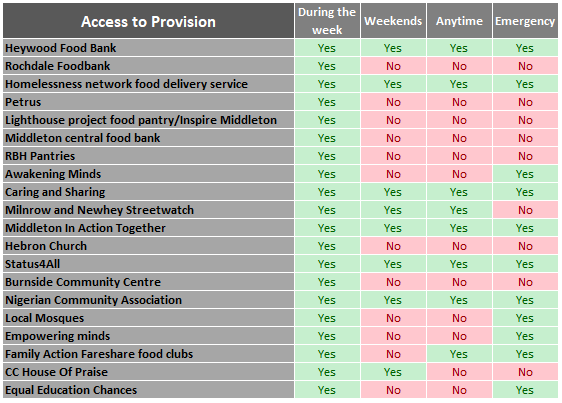 Access to Provision During the week Weekends Anytime Emergency
Heywood Food Bank Yes Yes Yes Yes
Rochdale Foodbank Yes No No No
Homelessness network food delivery service Yes Yes Yes Yes
Petrus Yes No No No
Lighthouse project food pantry/Inspire Middleton Yes No No No
Middleton central food bank Yes No No No
RBH Pantries Yes No No No
Awakening Minds Yes No No Yes
Caring and Sharing Yes Yes Yes Yes
Milnrow and Newhey Streetwatch Yes Yes Yes No
Middleton In Action Together Yes Yes Yes Yes
Hebron Church Yes No No No
Status4All Yes Yes Yes Yes
Burnside Community Centre Yes No No No
Nigerian Community Association Yes Yes Yes Yes
Local Mosques Yes No No Yes
Empowering minds Yes No No Yes
Family Action Fareshare food clubs Yes No Yes Yes
CC House Of Praise Yes Yes No No
Equal Education Chances Yes No No Yes